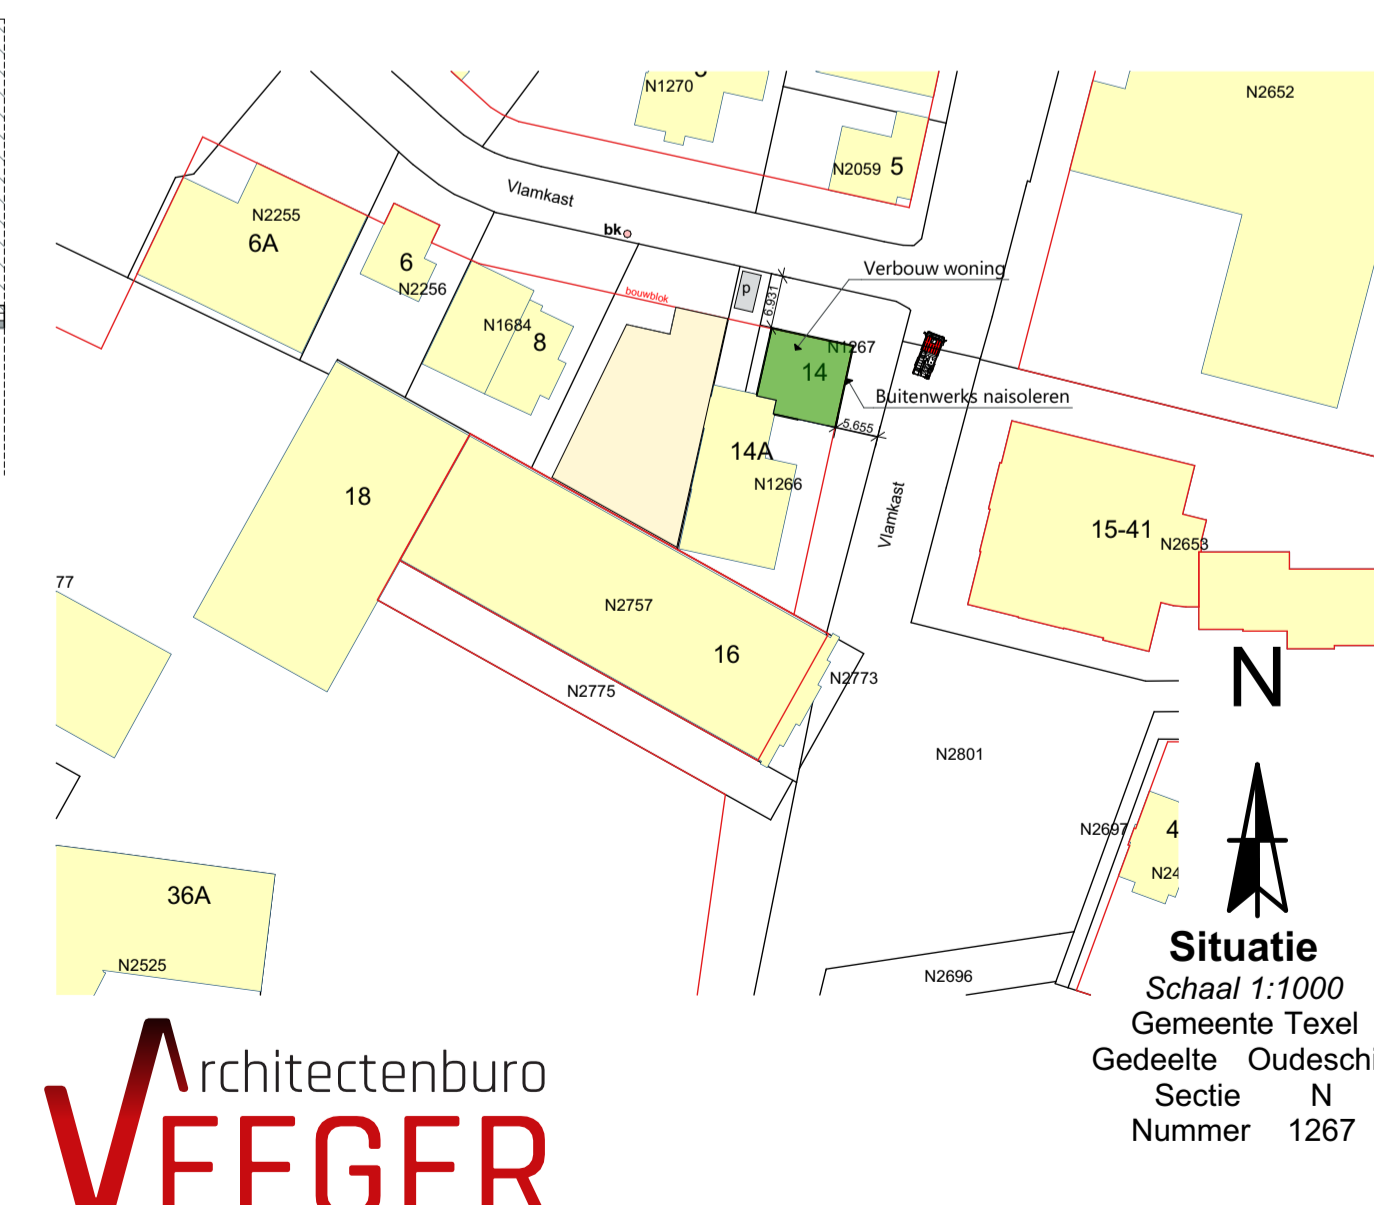 N1270
N2652
N2059 5
Vlamkast
N2255
6A
bk
6
N2256
Verbouw woning
p
6.931
bouwblok
N1684
8
N1267
14
Buitenwerks naisoleren
5.655
14A
N1266
18
Vlamkast
15-41
N2653
77
N2757
16
N2773
N2775
N
N2801
N2697
4
N24
36A
N2525
N2696
Situatie
Schaal 1:1000
Gemeente Texel
Gedeelte Oudeschi
Sectie N
Nummer 1267
Architectenburo
VEEGER